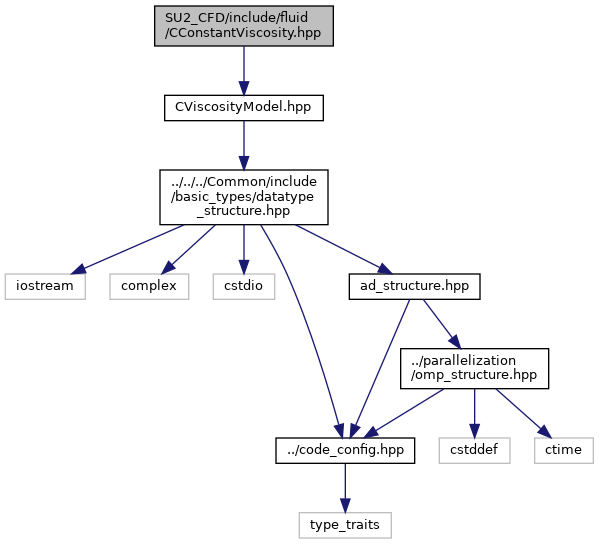 SU2_CFD/include/fluid
/CConstantViscosity.hpp
CViscosityModel.hpp
../../../Common/include
/basic_types/datatype
_structure.hpp
iostream
complex
cstdio
ad_structure.hpp
../parallelization
/omp_structure.hpp
../code_config.hpp
cstddef
ctime
type_traits